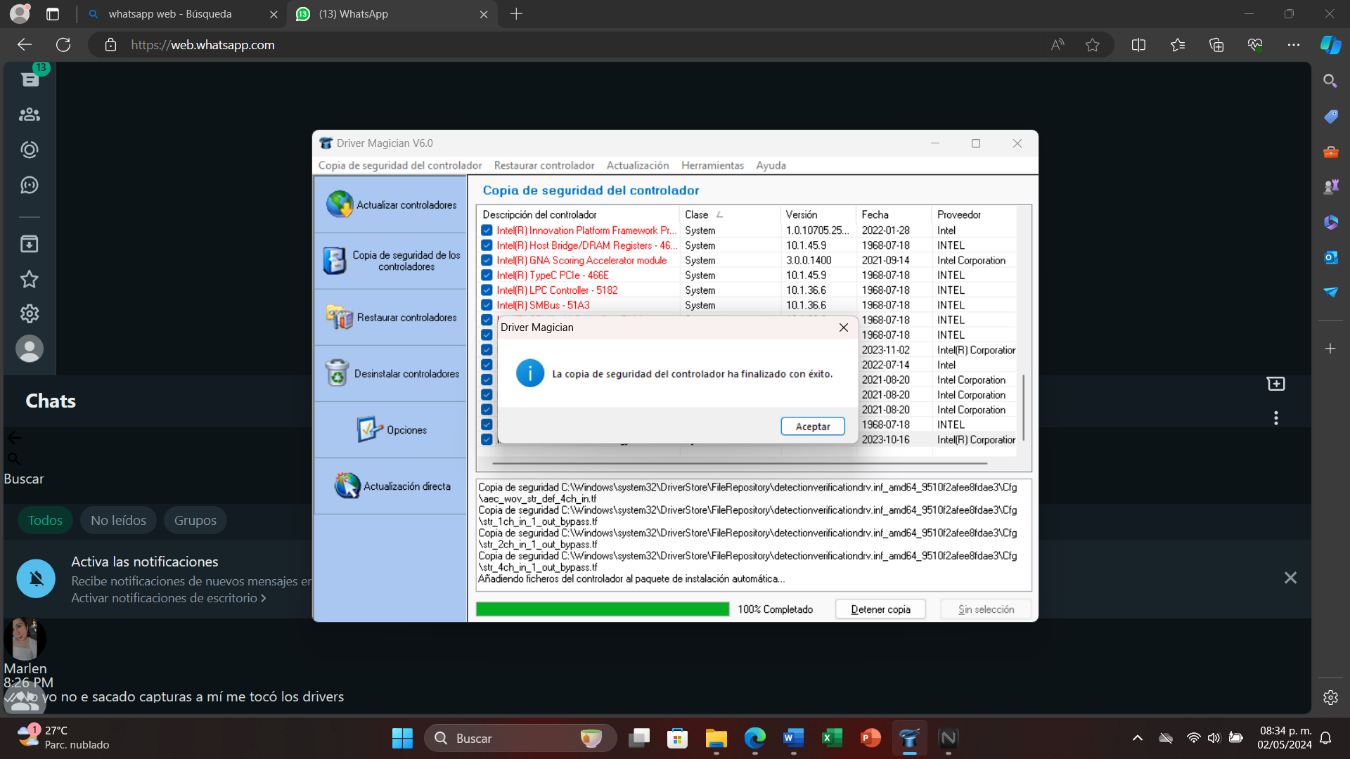 whatsapp web - Búsqueda
(13) WhatsApp
https://web.whatsapp.com
13
Driver Magician V6.0
Copia de seguridad del controlador Restaurar controlador Actualización Herramientas Ayuda
Actualizar controladores
Copia de seguridad de los
controladores
Restaurar controladores
Desinstalar controladores
Opciones
Actualización directa
Copia de seguridad del controlador
Descripción del controlador Clase Versión Fecha Proveedor
Intel(R) Innovation Platform Framework Pr... System 1.0.10705.25... 2022-01-28 Intel
Intel(R) Host Bridge/DRAM Registers - 46... System 10.1.45.9 1968-07-18 INTEL
Intel(R) GNA Scoring Accelerator module System 3.0.0.1400 2021-09-14 Intel Corporation
Intel(R) TypeC PCIe - 466E System 10.1.45.9 1968-07-18 INTEL
Intel(R) LPC Controller - 5182 System 10.1.36.6 1968-07-18 INTEL
Intel(R) SMBus - 51A3 System 10.1.36.6 1968-07-18 INTEL
1968-07-18 INTEL
1968-07-18 INTEL
2023-11-02 Intel(R) Corporation
2022-07-14 Intel
2021-08-20 Intel Corporation
2021-08-20 Intel Corporation
2021-08-20 Intel Corporation
1968-07-18 INTEL
2023-10-16 Intel(R) Corporation
Driver Magician
La copia de seguridad del controlador ha finalizado con éxito.
Aceptar
Copia de seguridad C:\Windows\system32\DriverStore\FileRepository\detectionverificationdrv.inf_amd64_9510f2afee8fdae3\Cfg
\aec_wov_str_def_4ch_in.tf
Copia de seguridad C:\Windows\system32\DriverStore\FileRepository\detectionverificationdrv.inf_amd64_9510f2afee8fdae3\Cfg
\str_1ch_in_1_out_bypass.tf
Copia de seguridad C:\Windows\system32\DriverStore\FileRepository\detectionverificationdrv.inf_amd64_9510f2afee8fdae3\Cfg
\str_2ch_in_1_out_bypass.tf
Copia de seguridad C:\Windows\system32\DriverStore\FileRepository\detectionverificationdrv.inf_amd64_9510f2afee8fdae3\Cfg
\str_4ch_in_1_out_bypass.tf
Añadiendo ficheros del controlador al paquete de instalación automática...
100% Completado
Detener copia
Sin selección
Chats
Buscar
Todos No leídos Grupos
Activa las notificaciones
Recibe notificaciones de nuevos mensajes en
Activar notificaciones de escritorio >
Marlen
8:26 PM
yo no e sacado capturas a mí me tocó los drivers
1
27°C
Parc. nublado
Buscar
08:34 p. m.
02/05/2024